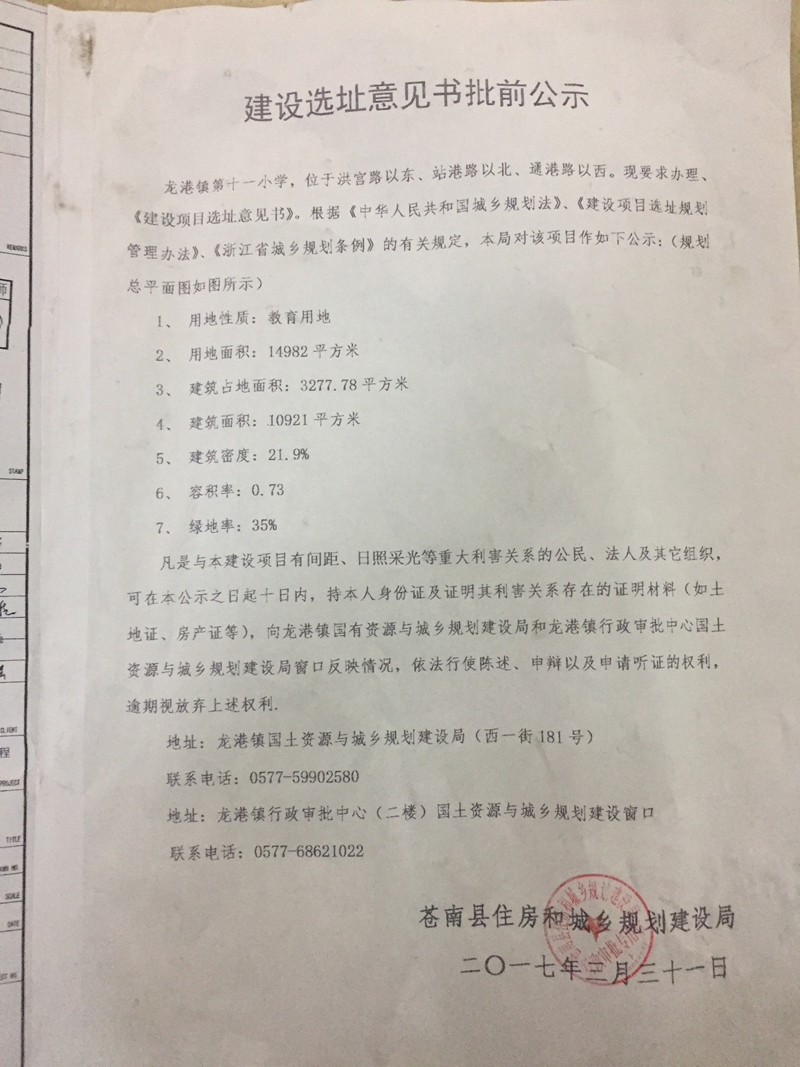 建设选址意见书批前公示
龙港镇第十一小学，位于洪宫路以东、站港路以北、通港路以西。现要求办理、
《建设项目选址意见书》。根据《中华人民共和国城乡规划法》、《建设项目选址规划
管理办法》、《浙江省城乡规划条例》的有关规定，本局对该项目作如下公示：（规划
总平面图如图所示）
1、 用地性质：教育用地
2、 用地面积：14982 平方米
3、 建筑占地面积：3277.78 平方米
4、 建筑面积：10921 平方米
5、 建筑密度：21.9%
6、 容积率：0.73
7、 绿地率：35%
凡是与本建设项目有间距、日照采光等重大利害关系的公民、法人及其它组织，
可在本公示之日起十日内，持本人身份证及证明其利害关系存在的证明材料（如土
地证、房产证等），向龙港镇国有资源与城乡规划建设局和龙港镇行政审批中心国土
资源与城乡规划建设局窗口反映情况，依法行使陈述、申辩以及申请听证的权利，
逾期视放弃上述权利.
地址：龙港镇国土资源与城乡规划建设局（西一街 181 号）
联系电话：0577-59902580
地址：龙港镇行政审批中心（二楼）国土资源与城乡规划建设窗口
联系电话：0577-68621022
苍南县住房和城乡规划建设局
二〇一七年三月三十一日
REMARKS
师
STAMP
CLIENT
程
PROJECT
TITLE
SCALE
DATE